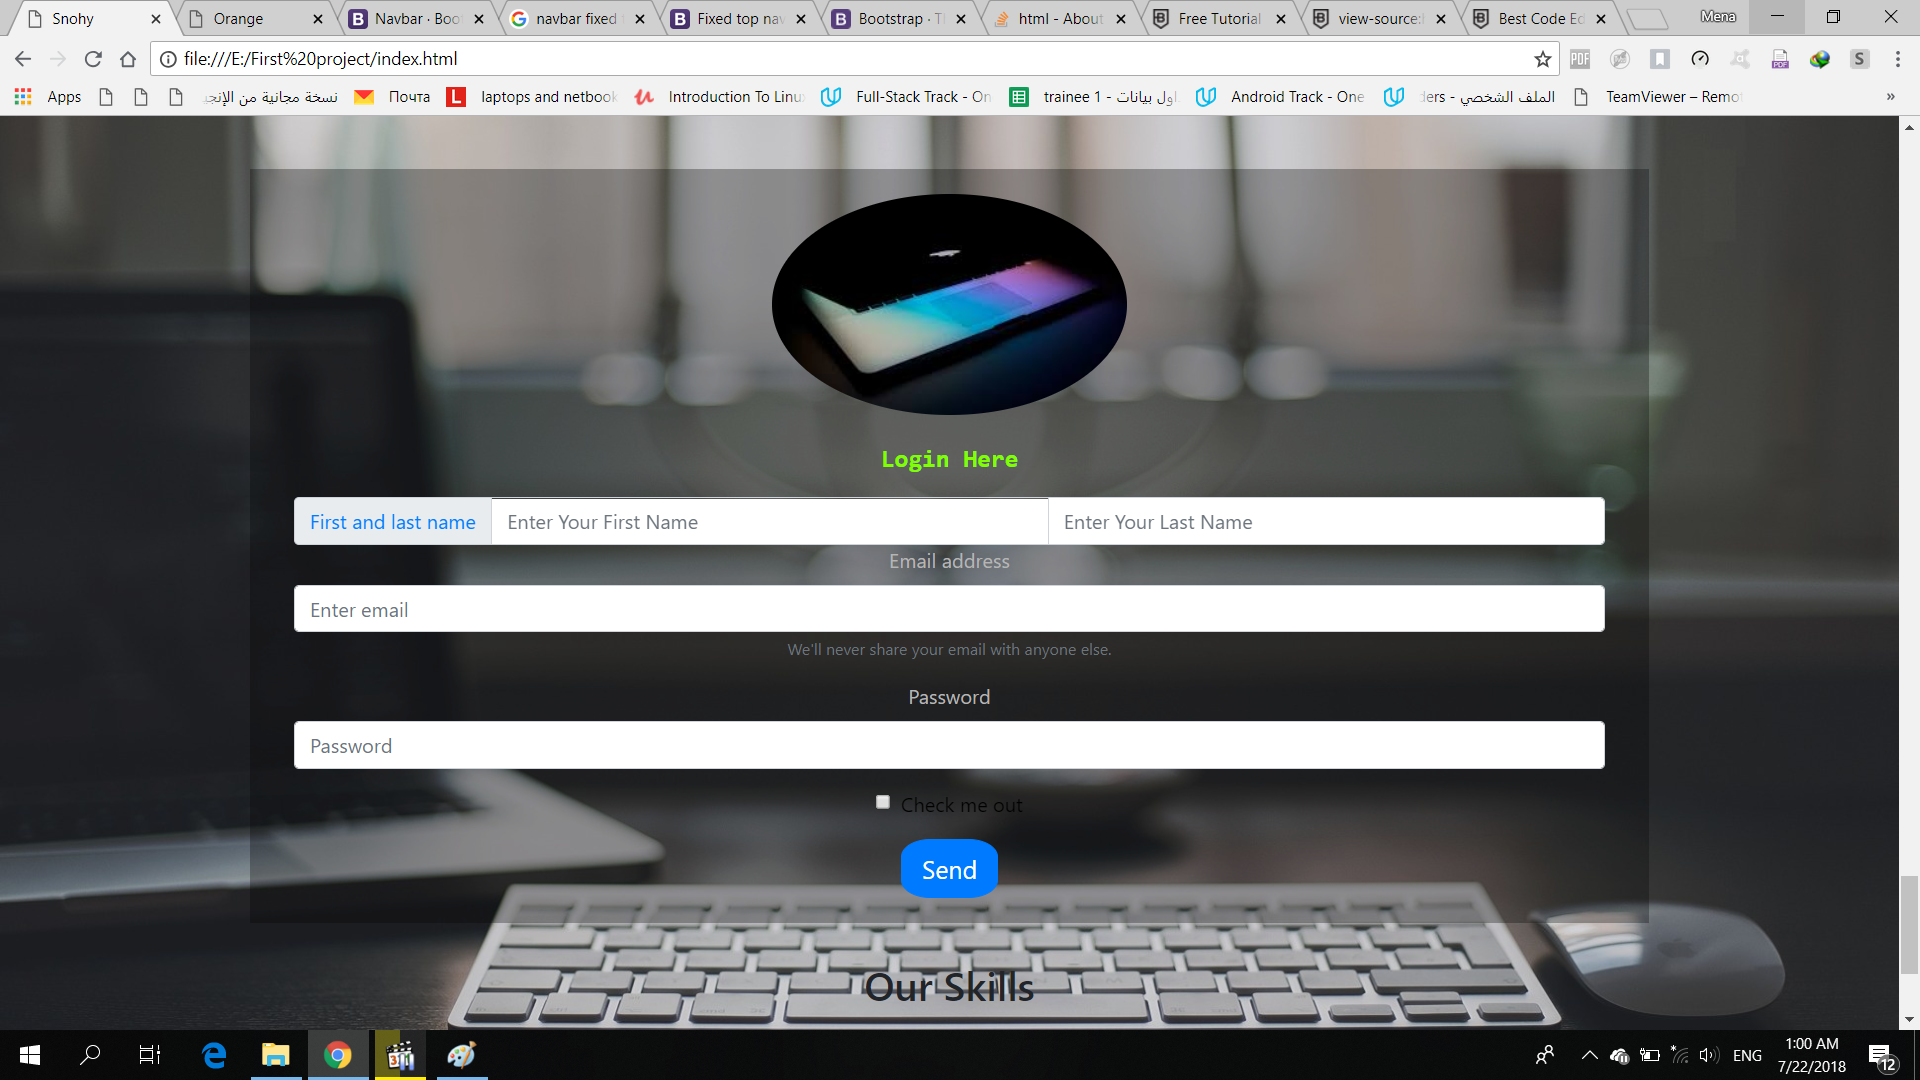 Snohy
Orange
Navbar · Boo
navbar fixed
Fixed top nav
Bootstrap · T
html - About
Free Tutorial
view-source:
Best Code Ed
Mena
file:///E:/First%20project/index.html
Apps
نسخة مجانية من الإنجي
Почта
laptops and netbook
Introduction To Linu
Full-Stack Track - On
trainee 1 - اول بيانات
Android Track - One
ders - الملف الشخصي
TeamViewer – Remo
»
Login Here
First and last name
Enter Your First Name
Enter Your Last Name
Email address
Enter email
We'll never share your email with anyone else.
Password
Password
Check me out
Send
Our Skills
ENG
1:00 AM
7/22/2018
12